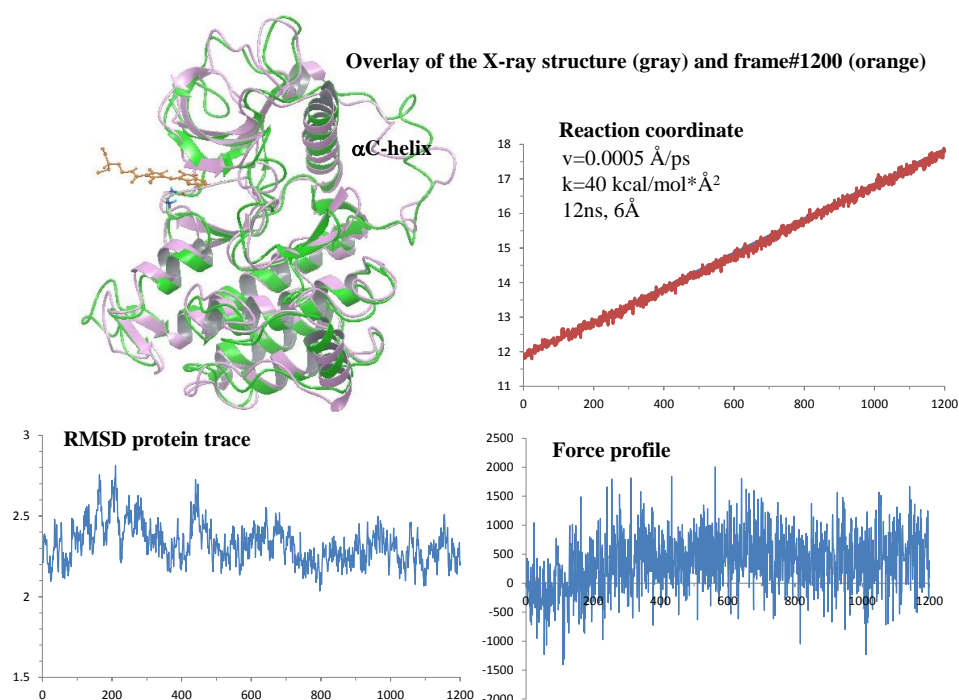 Overlay of the X-ray structure (gray) and frame#1200 (orange)
αC-helix
Reaction coordinate
v=0.0005 Å/ps
k=40 kcal/mol*Å²
12ns, 6Å
18
17
16
15
14
13
12
11
0 200 400 600 800 1000 1200
RMSD protein trace
3
2.5
2
1.5
0 200 400 600 800 1000 1200
Force profile
2500
2000
1500
1000
500
0
-500
-1000
-1500
-2000
0 200 400 600 800 1000 1200